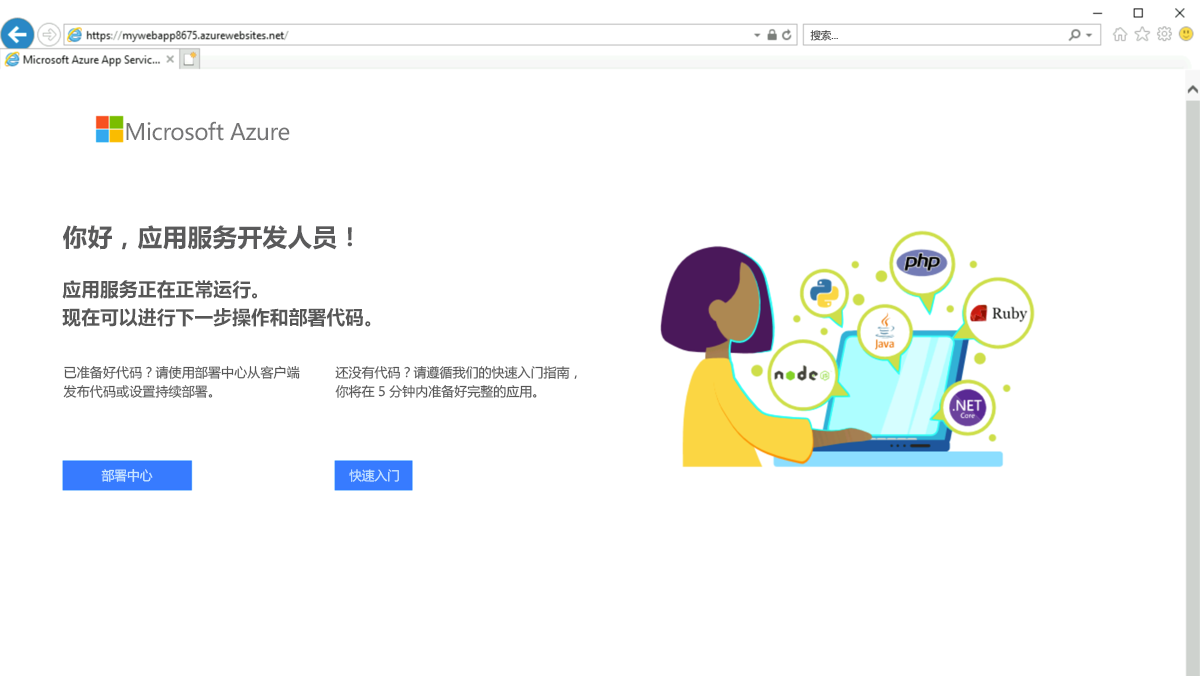 https://mywebapp8675.azurewebsites.net/
搜索...
Microsoft Azure App Servic...
Microsoft Azure
你好，应用服务开发人员！
应用服务正在正常运行。
现在可以进行下一步操作和部署代码。
已准备好代码？请使用部署中心从客户端
发布代码或设置持续部署。
还没有代码？请遵循我们的快速入门指南，
你将在 5 分钟内准备好完整的应用。
部署中心
快速入门
php
Ruby
Java
node
.NET
Core